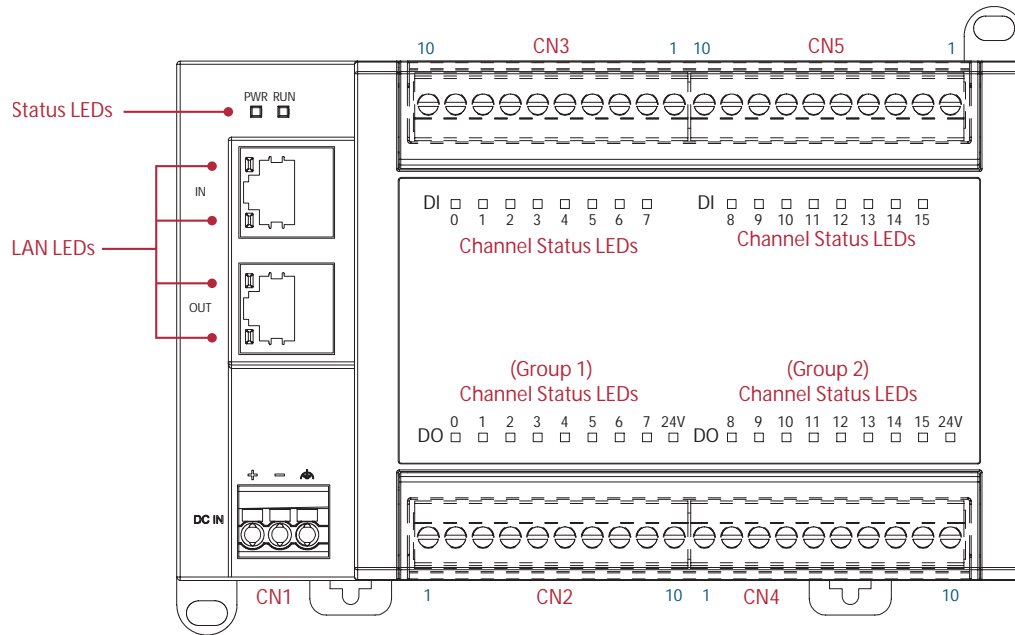 10 CN3 1 10 CN5 1
Status LEDs PWR RUN
IN
LAN LEDs
OUT
DI 0 1 2 3 4 5 6 7
Channel Status LEDs
DI 8 9 10 11 12 13 14 15
Channel Status LEDs
(Group 1)
Channel Status LEDs
0 1 2 3 4 5 6 7 24V
DO
(Group 2)
Channel Status LEDs
8 9 10 11 12 13 14 15 24V
DO
+ −
DC IN
CN1 1 CN2 10 1 CN4 10